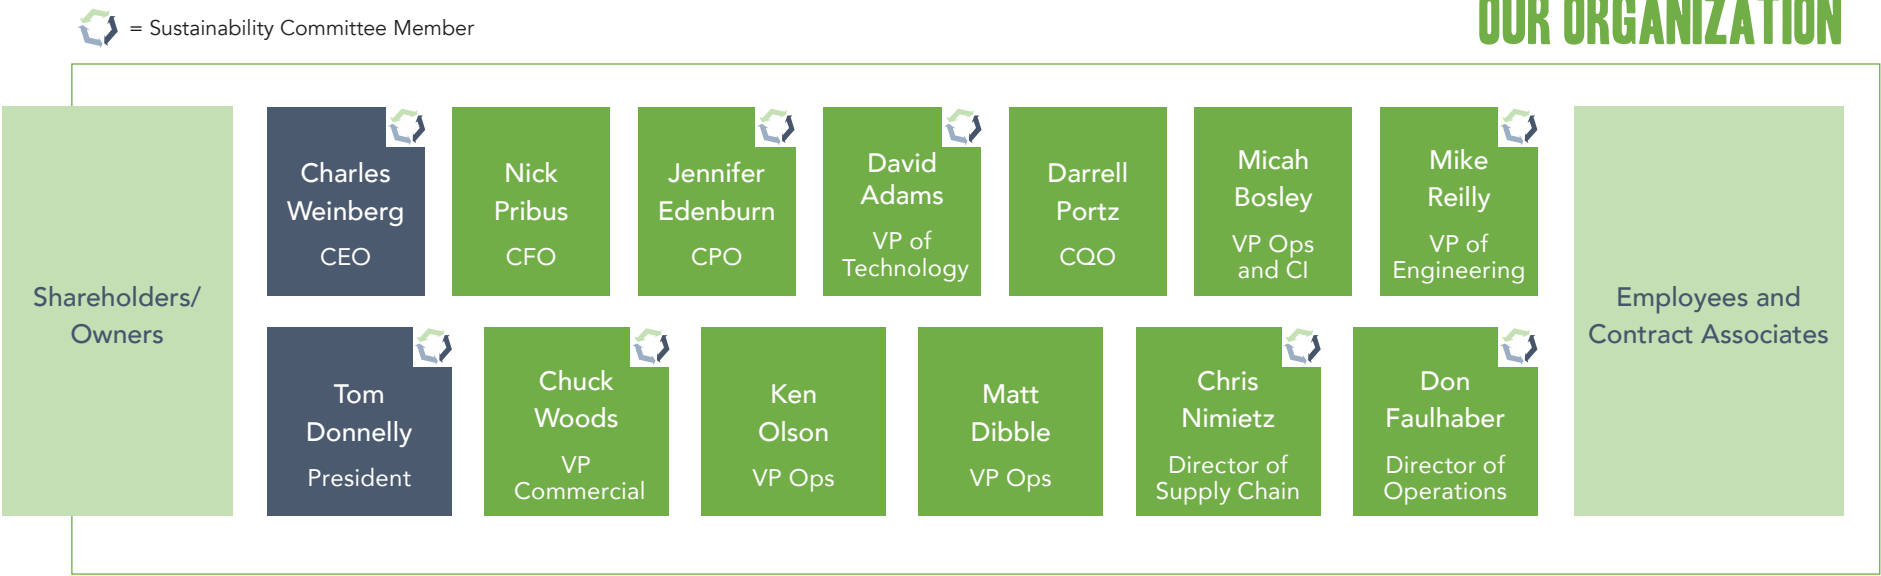 = Sustainability Committee Member
OUR ORGANIZATION
Shareholders/
Owners
Charles
Weinberg
CEO
Nick
Pribus
CFO
Jennifer
Edenburn
CPO
David
Adams
VP of
Technology
Darrell
Portz
CQO
Micah
Bosley
VP Ops
and CI
Mike
Reilly
VP of
Engineering
Tom
Donnelly
President
Chuck
Woods
VP
Commercial
Ken
Olson
VP Ops
Matt
Dibble
VP Ops
Chris
Nimietz
Director of
Supply Chain
Don
Faulhaber
Director of
Operations
Employees and
Contract Associates